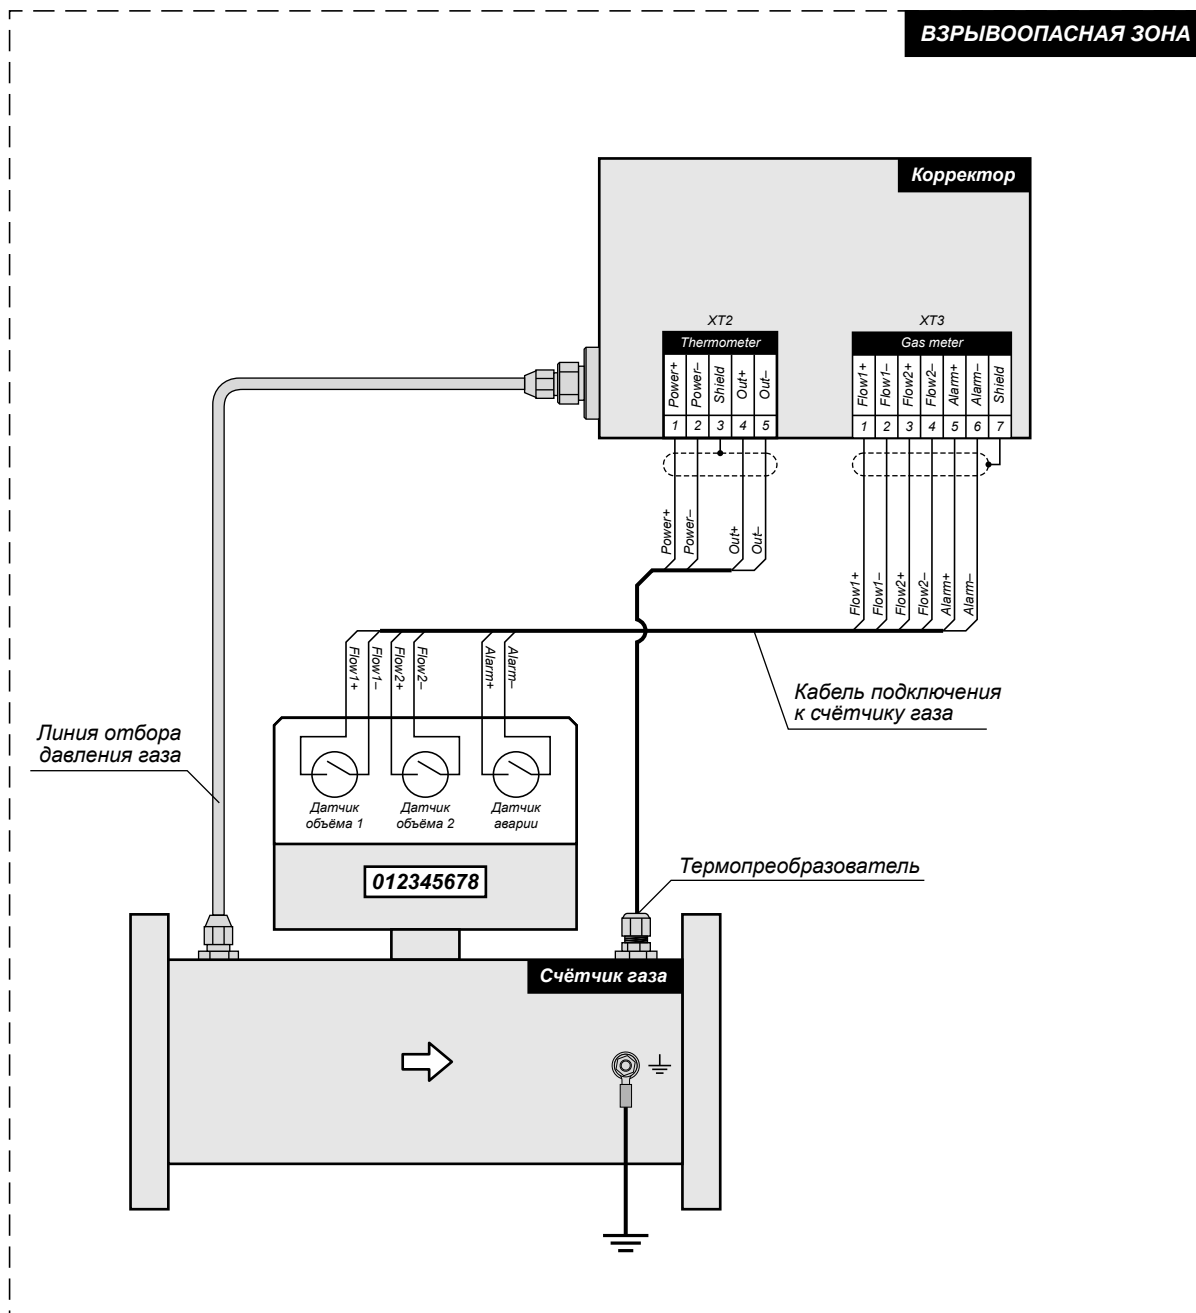 ВЗРЫВООПАСНАЯ ЗОНА
Корректор
XT2
XT3
Thermometer
Gas meter
Power+
Power–
Shield
Out+
Out–
Flow1+
Flow1–
Flow2+
Flow2–
Alarm+
Alarm–
Shield
1 2 3 4 5
1 2 3 4 5 6 7
Power+
Power–
Out+
Out–
Flow1+
Flow1–
Flow2+
Flow2–
Alarm+
Alarm–
Flow1+
Flow1–
Flow2+
Flow2–
Alarm+
Alarm–
Кабель подключения
к счётчику газа
Линия отбора
давления газа
Датчик
объёма 1
Датчик
объёма 2
Датчик
аварии
Термопреобразователь
012345678
Счётчик газа